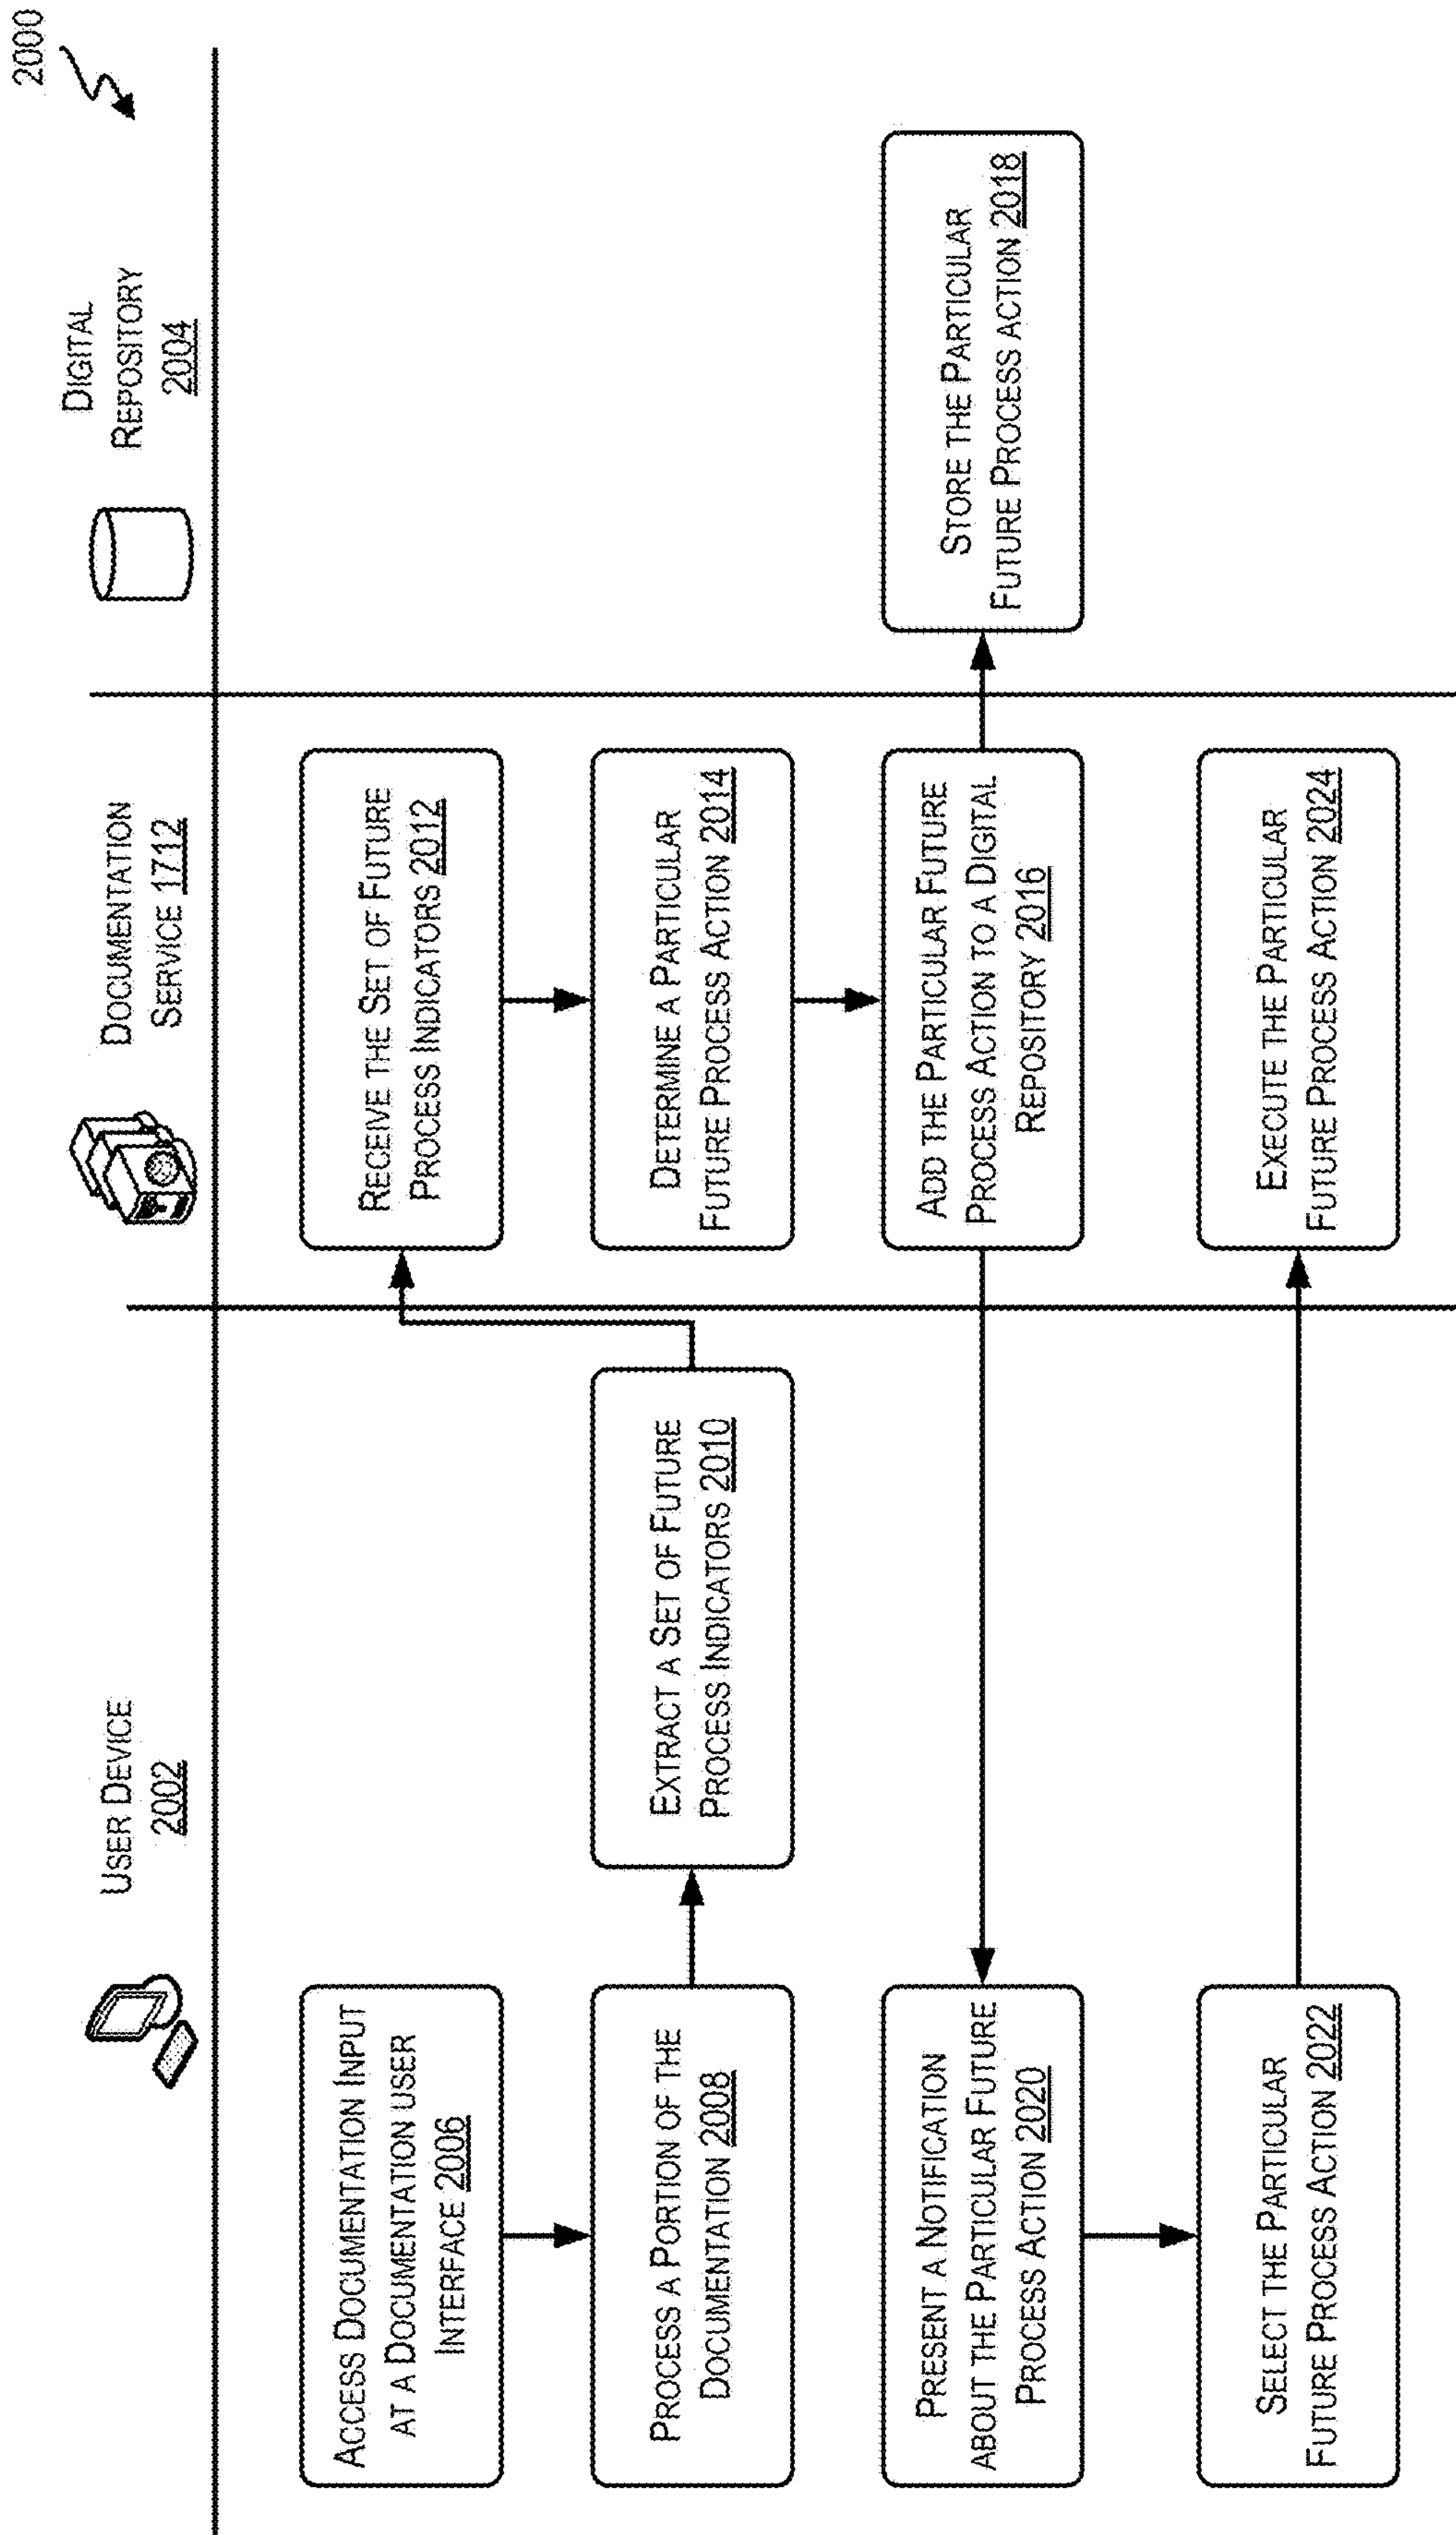 2000
USER DEVICE
2002
DOCUMENTATION
SERVICE 1712
DIGITAL
REPOSITORY
2004
ACCESS DOCUMENTATION INPUT
AT A DOCUMENTATION USER
INTERFACE 2006
PROCESS A PORTION OF THE
DOCUMENTATION 2008
EXTRACT A SET OF FUTURE
PROCESS INDICATORS 2010
RECEIVE THE SET OF FUTURE
PROCESS INDICATORS 2012
DETERMINE A PARTICULAR
FUTURE PROCESS ACTION 2014
ADD THE PARTICULAR FUTURE
PROCESS ACTION TO A DIGITAL
REPOSITORY 2016
STORE THE PARTICULAR
FUTURE PROCESS ACTION 2018
PRESENT A NOTIFICATION
ABOUT THE PARTICULAR FUTURE
PROCESS ACTION 2020
SELECT THE PARTICULAR
FUTURE PROCESS ACTION 2022
EXECUTE THE PARTICULAR
FUTURE PROCESS ACTION 2024